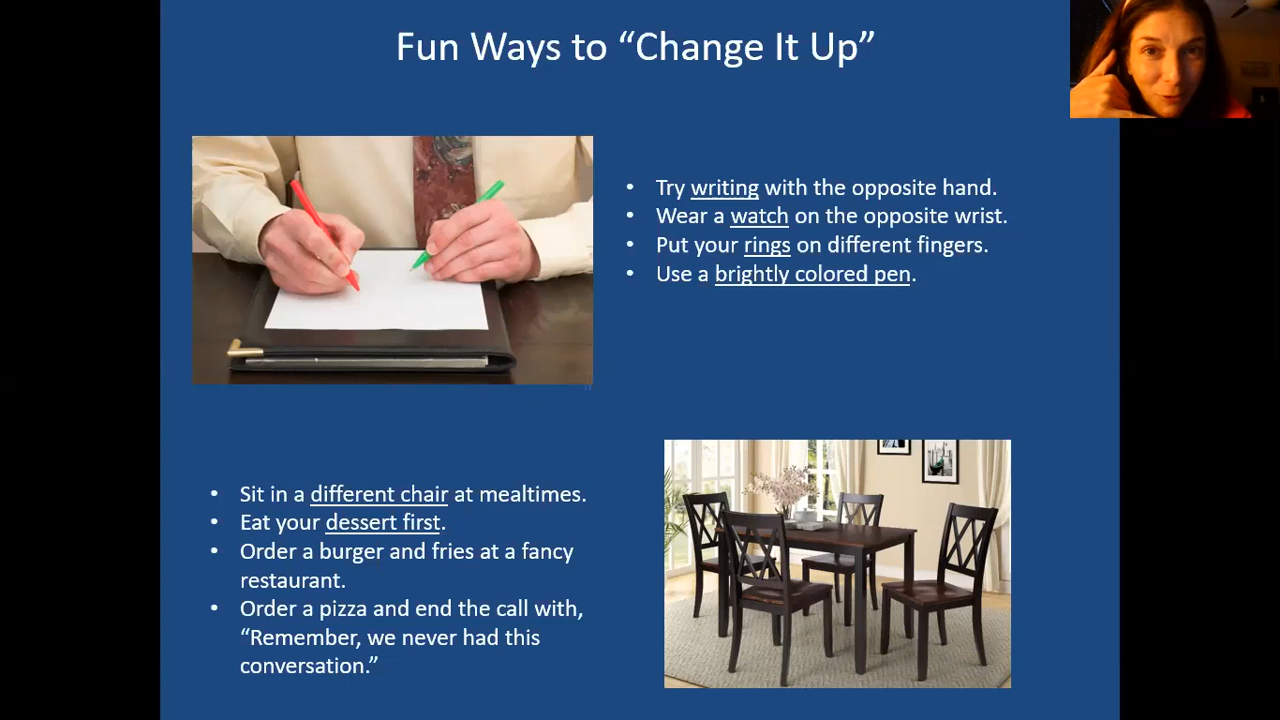 Fun Ways to “Change It Up”
• Try writing with the opposite hand.
• Wear a watch on the opposite wrist.
• Put your rings on different fingers.
• Use a brightly colored pen.
• Sit in a different chair at mealtimes.
• Eat your dessert first.
• Order a burger and fries at a fancy
restaurant.
• Order a pizza and end the call with,
“Remember, we never had this
conversation.”